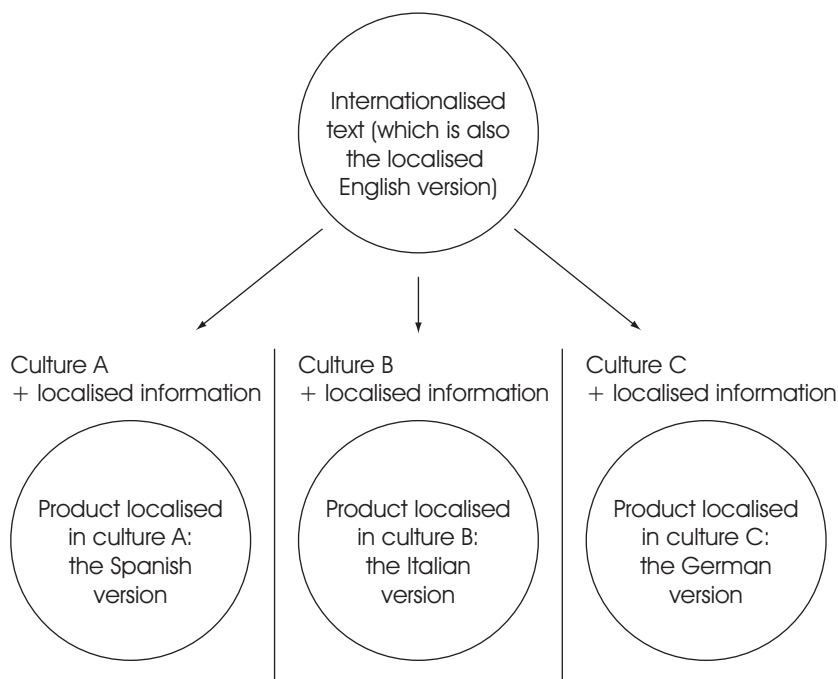 Internationalised
text (which is also
the localised
English version)
Culture A
+ localised information
Culture B
+ localised information
Culture C
+ localised information
Product localised
in culture A:
the Spanish
version
Product localised
in culture B:
the Italian
version
Product localised
in culture C:
the German
version